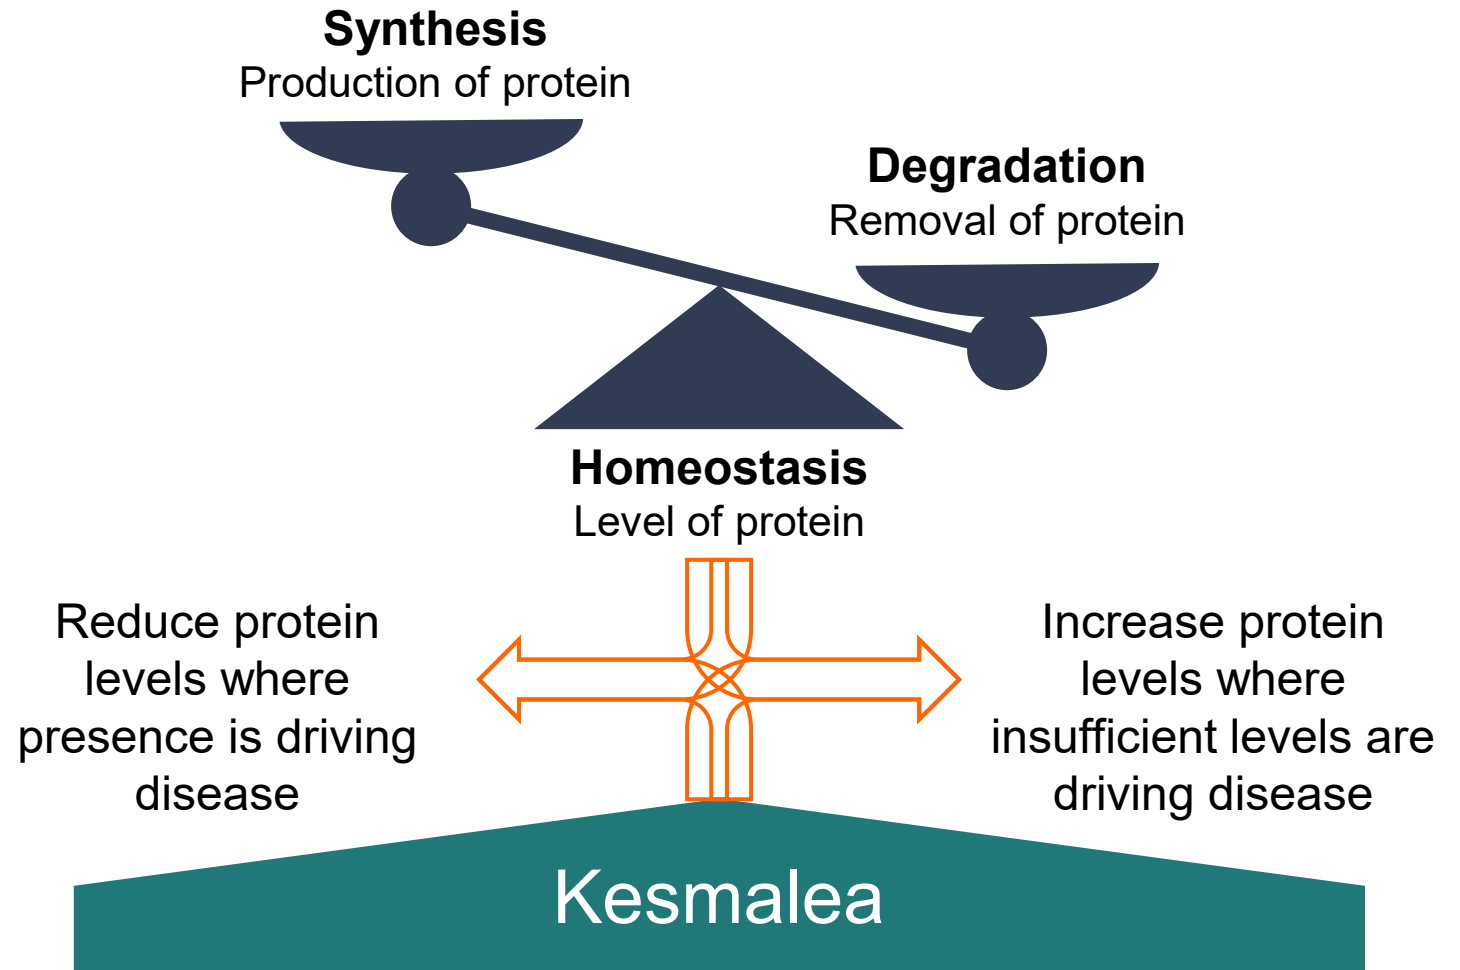 Synthesis
Production of protein
Degradation
Removal of protein
Homeostasis
Level of protein
Reduce protein
levels where
presence is driving
disease
Increase protein
levels where
insufficient levels are
driving disease
Kesmalea